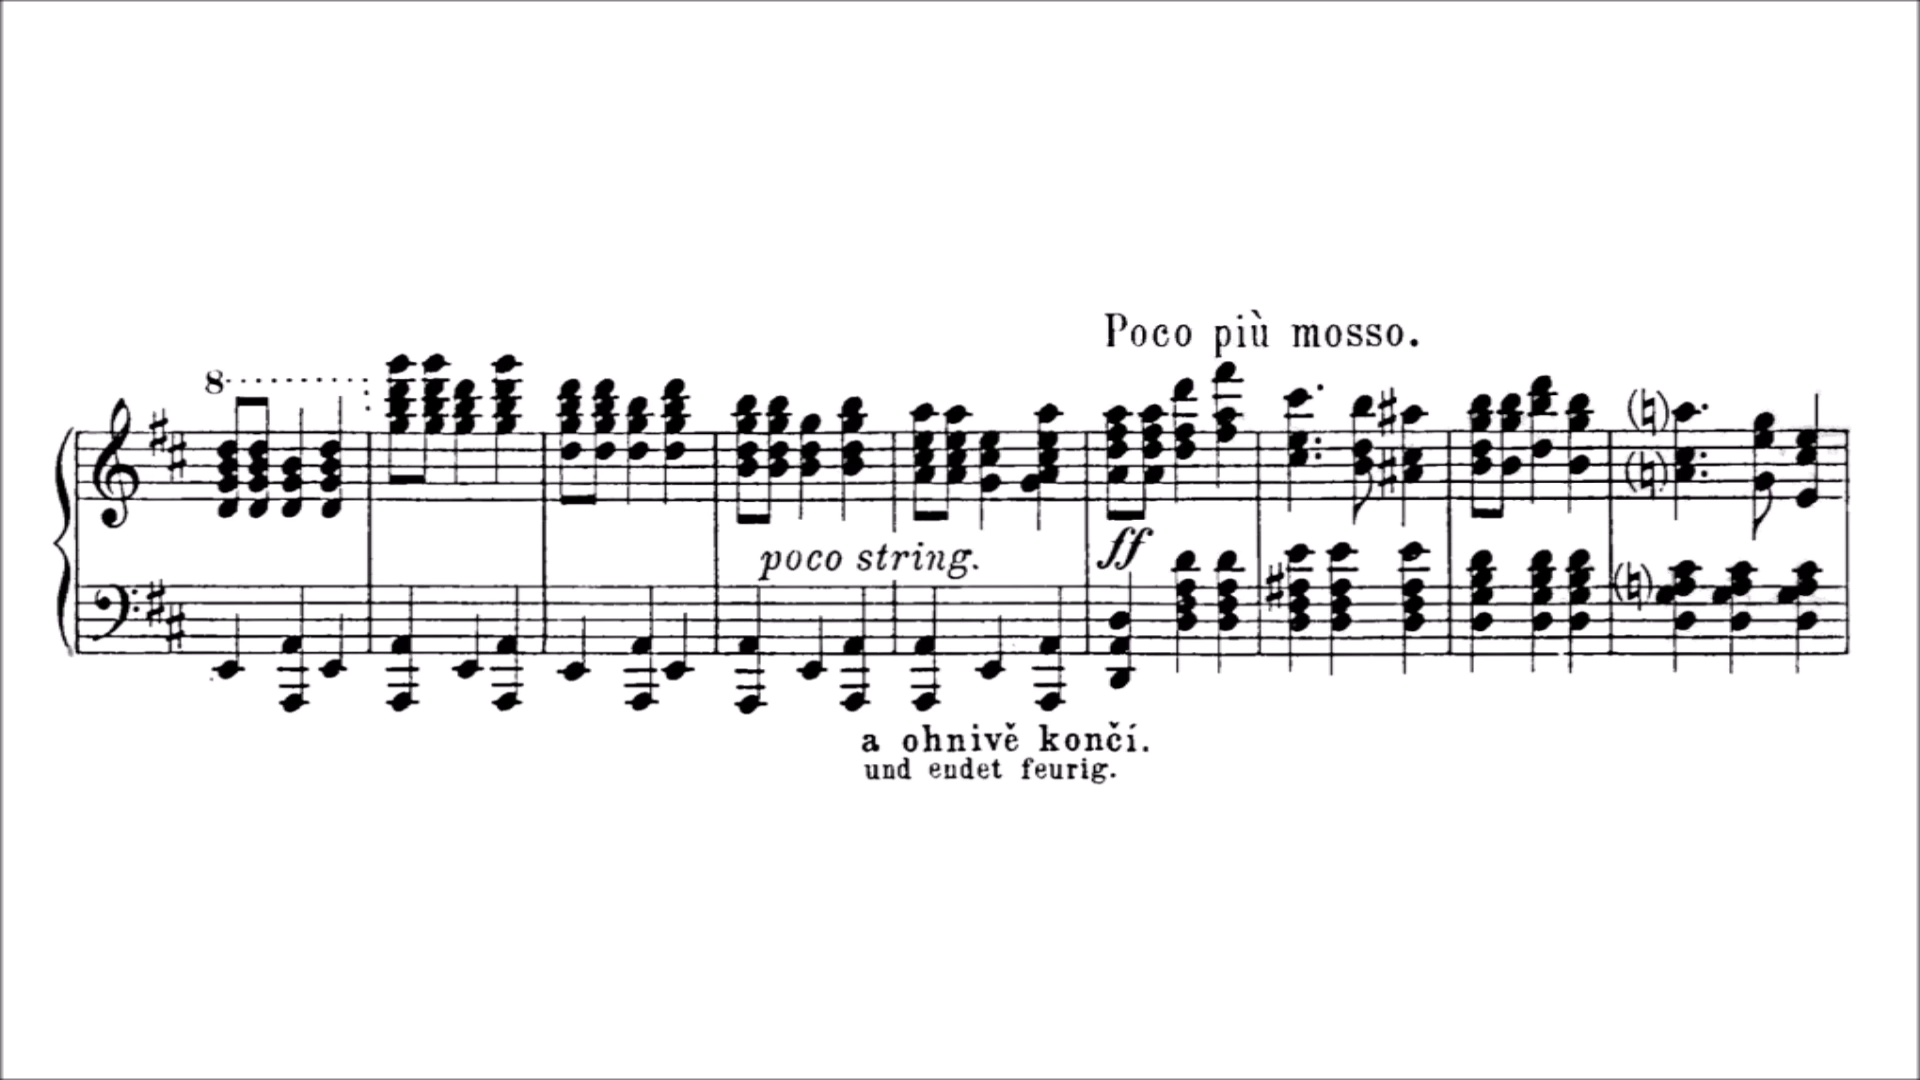 Poco più mosso.
8
poco string.
ff
a ohnivě končí.
und endet feurig.